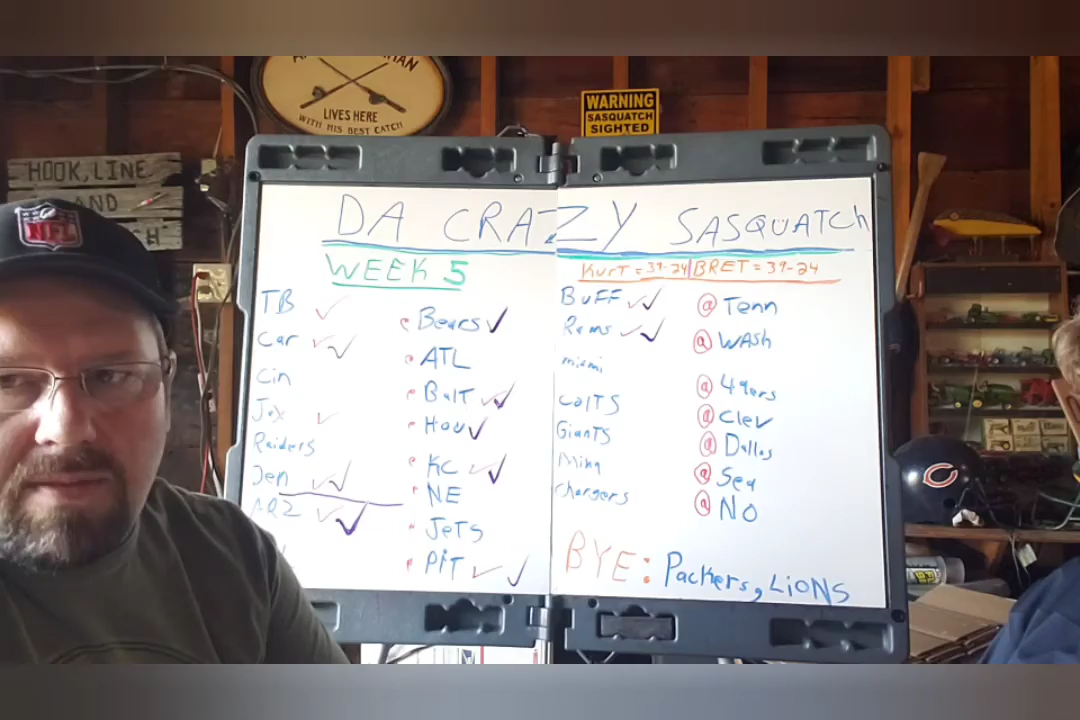 LIVES HERE
WITH HIS BEST CATCH
WARNING
SASQUATCH
SIGHTED
HOOK, LINE
AND
NFL
DA CRAZY SASQUATCH
WEEK 5
KURT = 39-24 | BRET = 39-24
TB ✓
Car ✓✓
Cin
Jax ✓
Raiders
Den ✓✓
ARZ ✓✓
• Bears ✓
• ATL
• BalT ✓✓
• Hou ✓
• KC ✓✓
• NE
• JeTS
• PiT ✓✓
BUFF ✓✓ @ Tenn
Rams ✓✓ @ WAsh
miami @ 49ers
ColTS @ Clev
GianTS @ Dallas
Minn @ Sea
chargers @ NO
BYE: Packers, LiONS